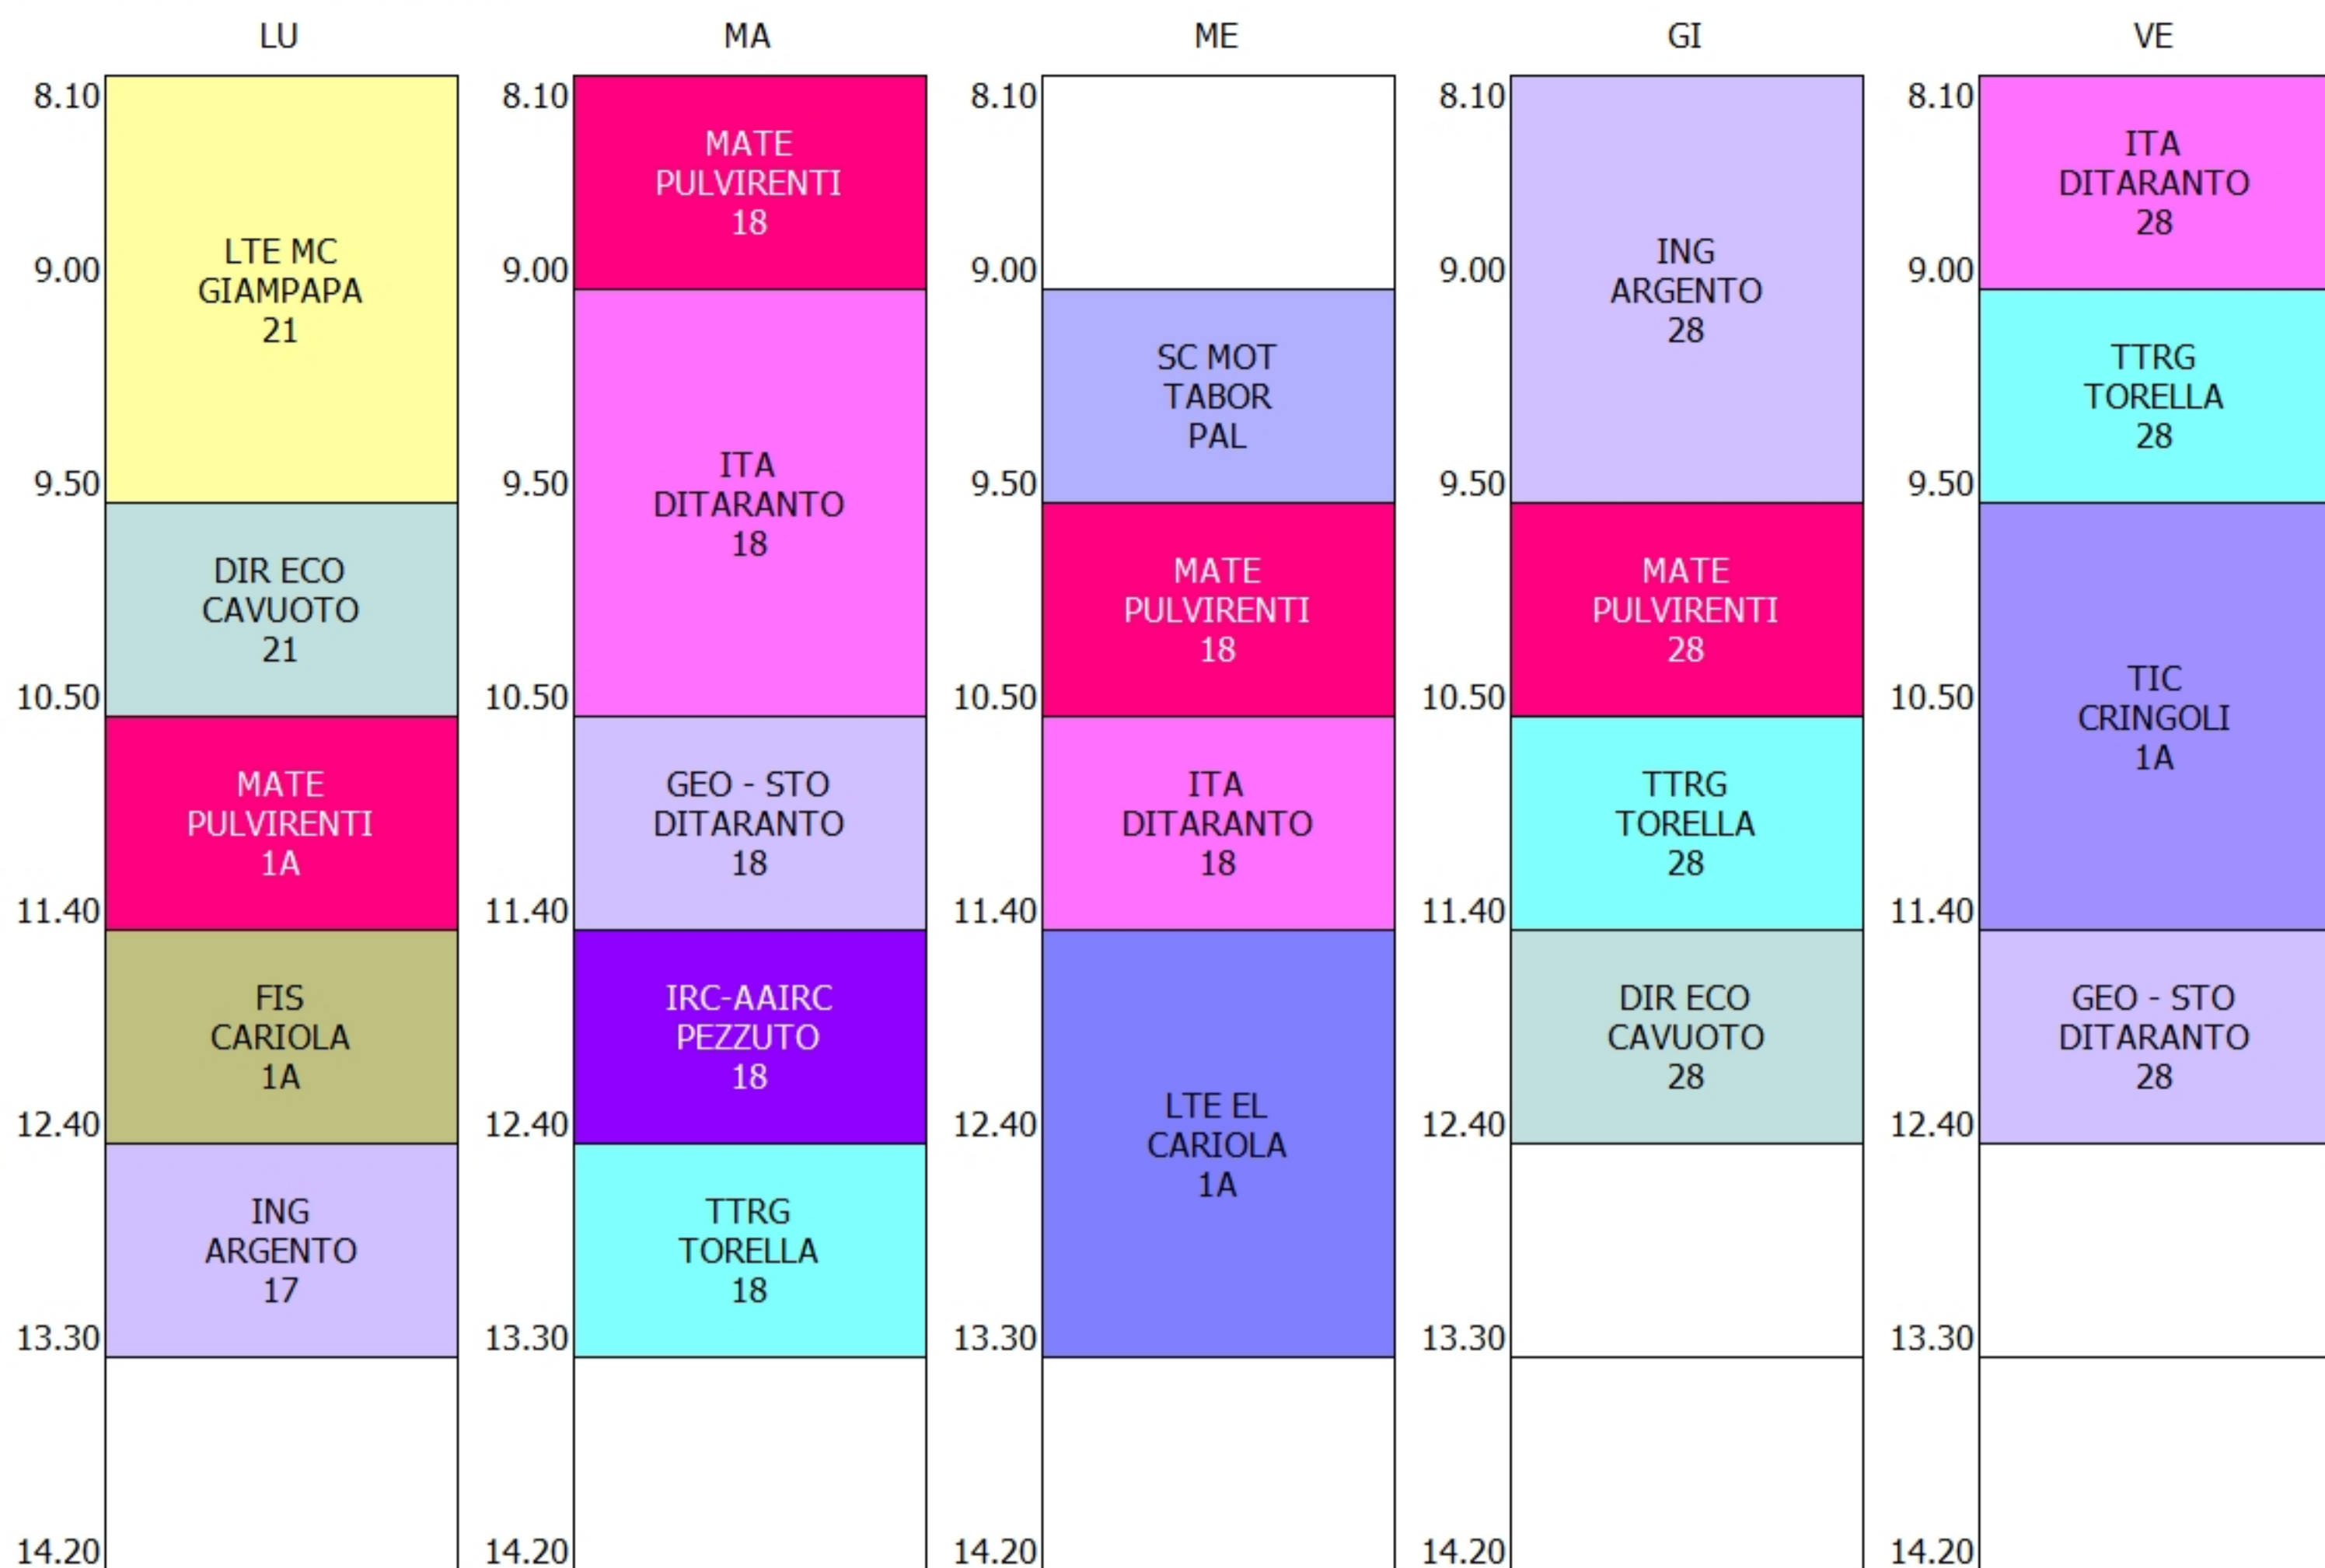 LU
8.10
LTE MC
GIAMPAPA
21
9.00
9.50
DIR ECO
CAVUOTO
21
10.50
MATE
PULVIRENTI
1A
11.40
FIS
CARIOLA
1A
12.40
ING
ARGENTO
17
13.30
14.20
MA
8.10
MATE
PULVIRENTI
18
9.00
ITA
DITARANTO
18
9.50
10.50
GEO - STO
DITARANTO
18
11.40
IRC-AAIRC
PEZZUTO
18
12.40
TTRG
TORELLA
18
13.30
14.20
ME
8.10
9.00
SC MOT
TABOR
PAL
9.50
MATE
PULVIRENTI
18
10.50
ITA
DITARANTO
18
11.40
LTE EL
CARIOLA
1A
12.40
13.30
14.20
GI
8.10
ING
ARGENTO
28
9.00
9.50
MATE
PULVIRENTI
28
10.50
TTRG
TORELLA
28
11.40
DIR ECO
CAVUOTO
28
12.40
13.30
14.20
VE
8.10
ITA
DITARANTO
28
9.00
TTRG
TORELLA
28
9.50
TIC
CRINGOLI
1A
10.50
11.40
GEO - STO
DITARANTO
28
12.40
13.30
14.20